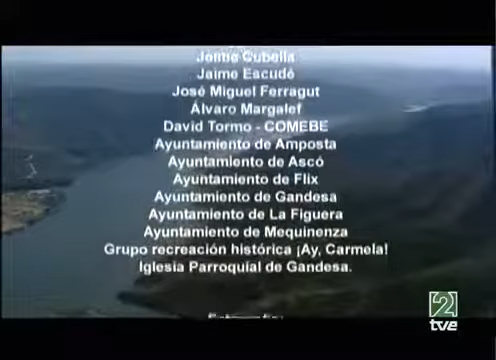 Jaime Cubells
Jaime Escudé
José Miguel Ferragut
Álvaro Margalef
David Tormo - COMEBE
Ayuntamiento de Amposta
Ayuntamiento de Ascó
Ayuntamiento de Flix
Ayuntamiento de Gandesa
Ayuntamiento de La Figuera
Ayuntamiento de Mequinenza
Grupo recreación histórica ¡Ay, Carmela!
Iglesia Parroquial de Gandesa.
2
tve